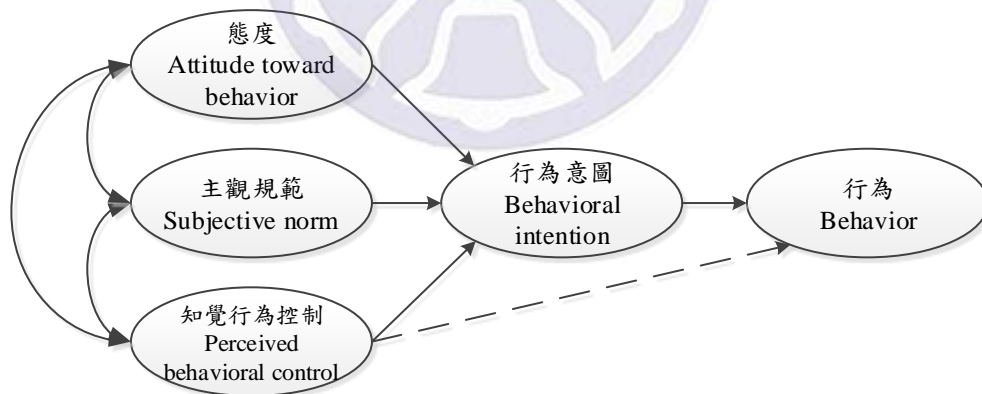 態度
Attitude toward
behavior
主觀規範
Subjective norm
知覺行為控制
Perceived
behavioral control
行為意圖
Behavioral
intention
行為
Behavior